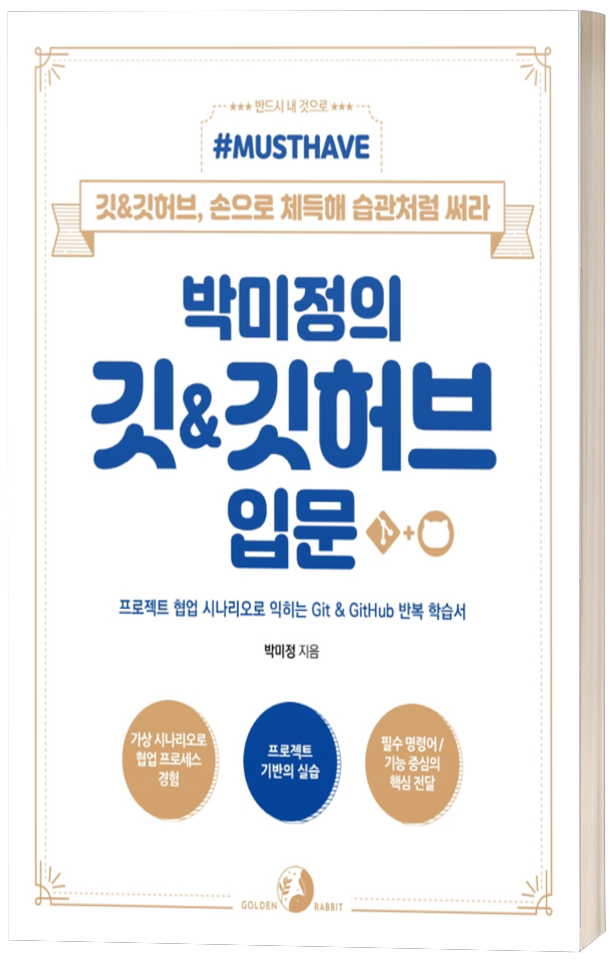 ★★★ 반드시 내 것으로 ★★★
#MUSTHAVE
깃&깃허브, 손으로 체득해 습관처럼 써라
박미정의
깃&깃허브
입문
프로젝트 협업 시나리오로 익히는 Git & GitHub 반복 학습서
박미정 지음
가상 시나리오로
협업 프로세스
경험
프로젝트
기반의 실습
필수 명령어 /
기능 중심의
핵심 전달
GOLDEN RABBIT